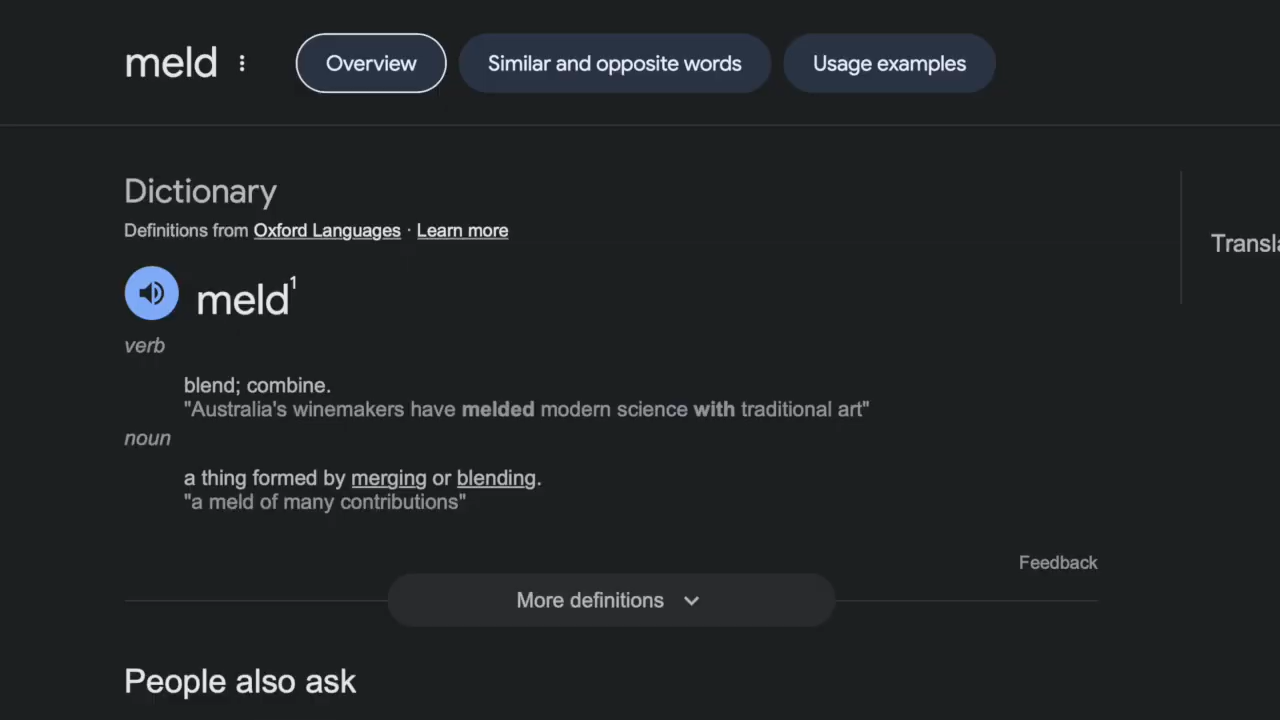 meld
Overview
Similar and opposite words
Usage examples
Dictionary
Definitions from Oxford Languages · Learn more
meld1
verb
blend; combine.
"Australia's winemakers have melded modern science with traditional art"
noun
a thing formed by merging or blending.
"a meld of many contributions"
Feedback
More definitions
People also ask